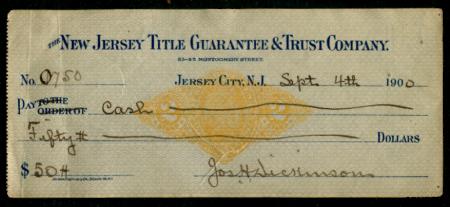 THE NEW JERSEY TITLE GUARANTEE & TRUST COMPANY.
83-85 MONTGOMERY STREET.
No. 0750 JERSEY CITY, N.J. Sept 4th 1900
PAY TO THE ORDER OF Cash
Fifty # DOLLARS
$ 50 # Jos H Dickinson